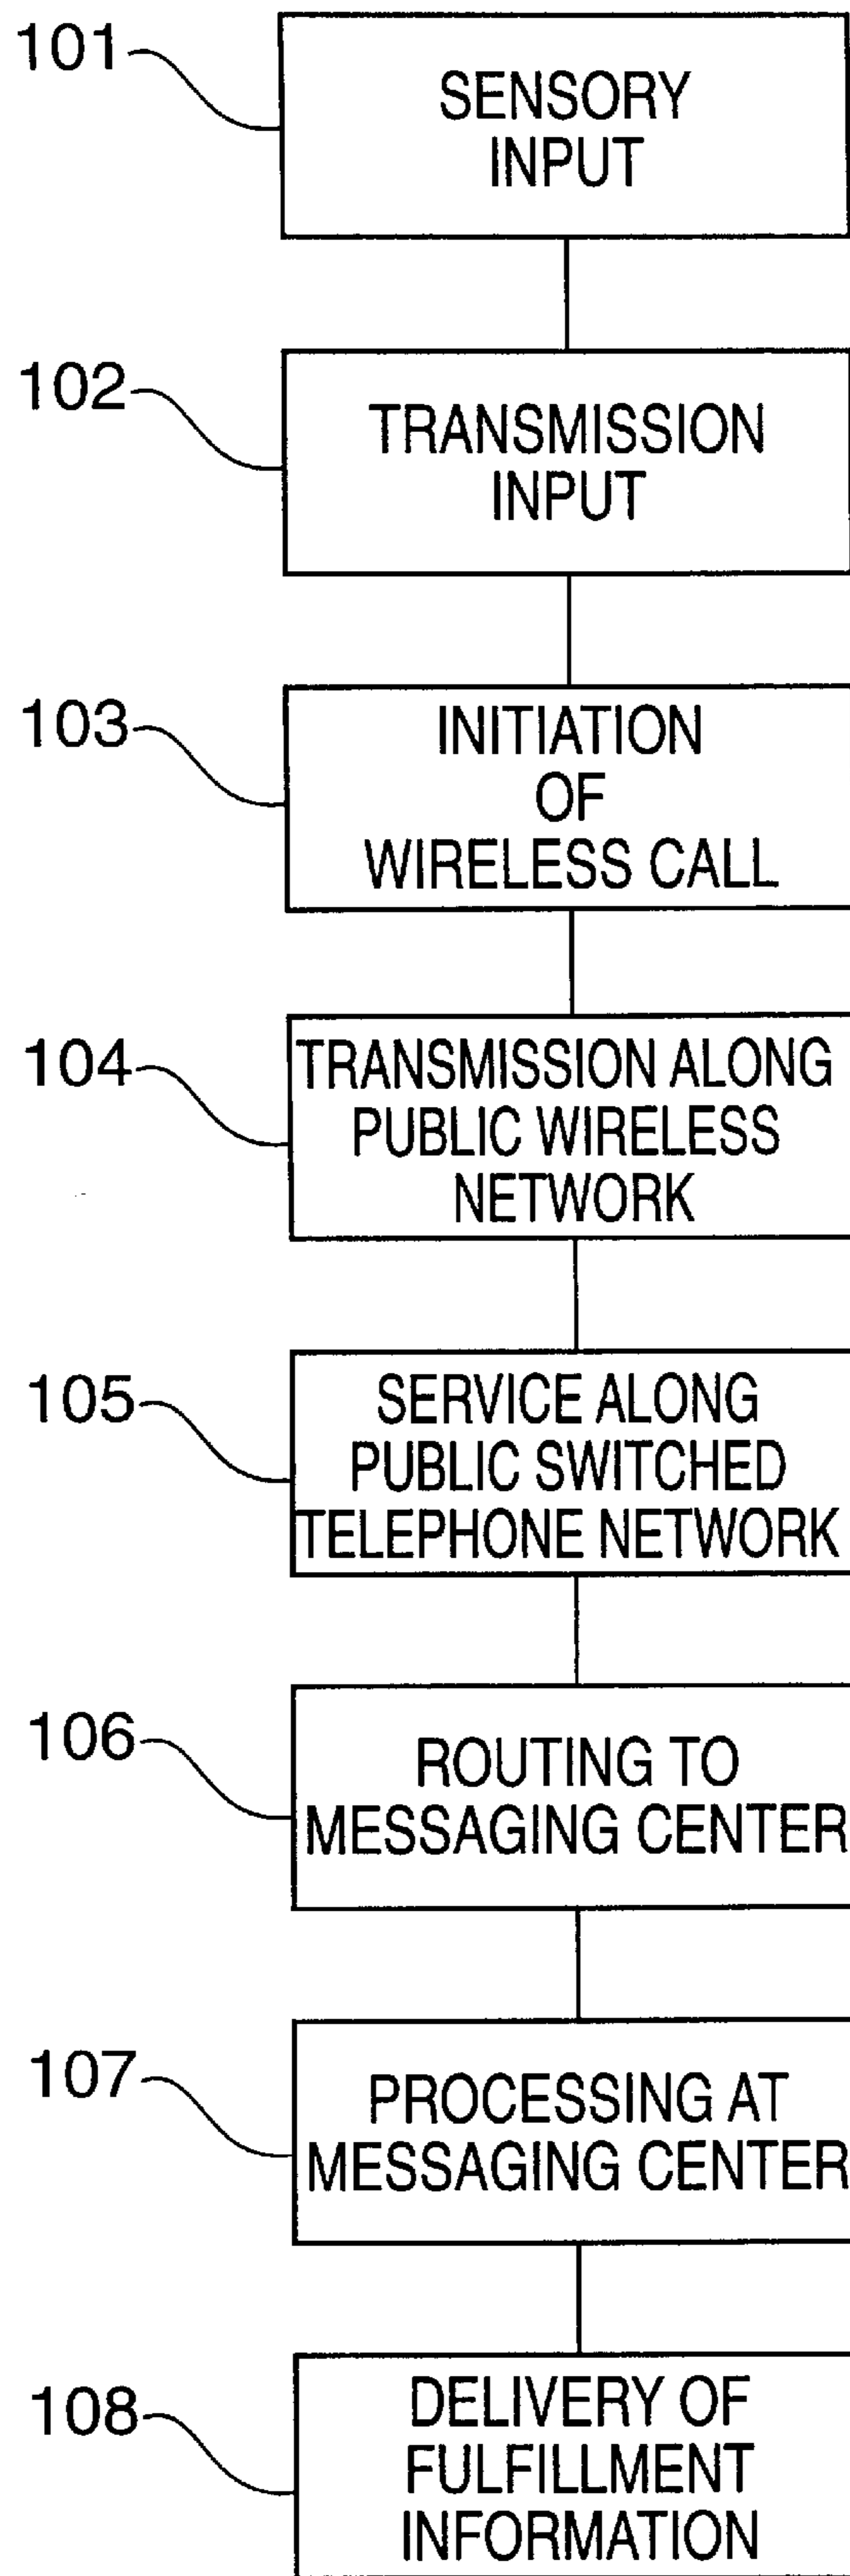 101
SENSORY
INPUT
102
TRANSMISSION
INPUT
103
INITIATION
OF
WIRELESS CALL
104
TRANSMISSION ALONG
PUBLIC WIRELESS
NETWORK
105
SERVICE ALONG
PUBLIC SWITCHED
TELEPHONE NETWORK
106
ROUTING TO
MESSAGING CENTER
107
PROCESSING AT
MESSAGING CENTER
108
DELIVERY OF
FULFILLMENT
INFORMATION